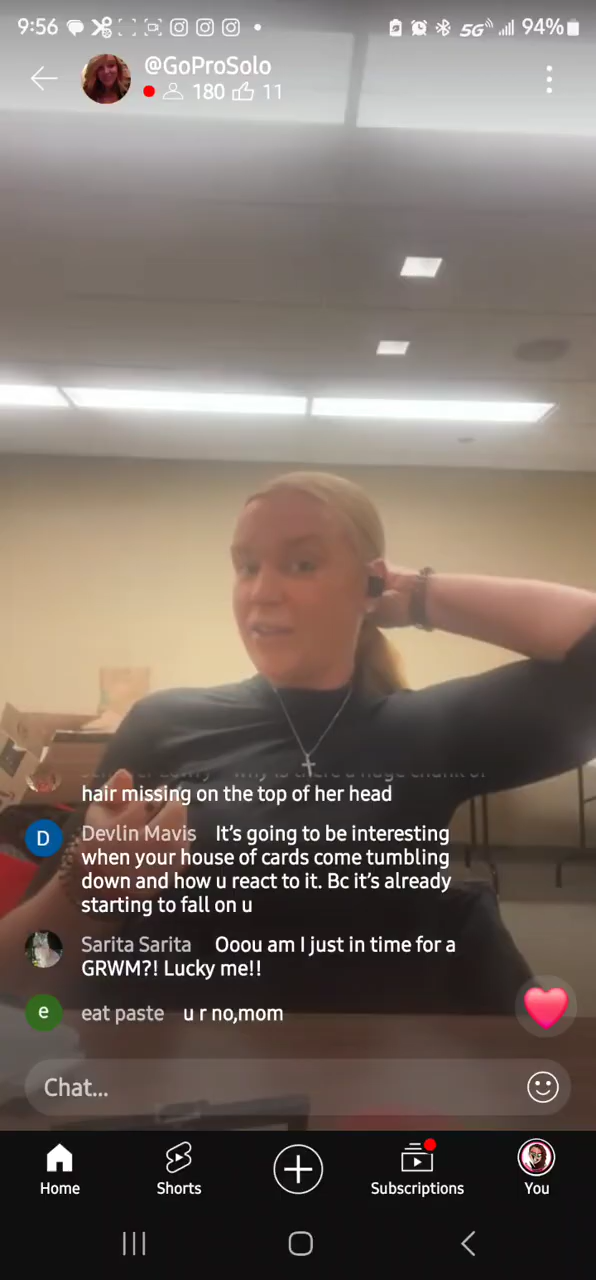 9:56 5G 94%
@GoProSolo
180 11
hair missing on the top of her head
Devlin Mavis It's going to be interesting
when your house of cards come tumbling
down and how u react to it. Bc it's already
starting to fall on u
Sarita Sarita Ooou am I just in time for a
GRWM?! Lucky me!!
e eat paste u r no,mom
Chat...
Home Shorts Subscriptions You